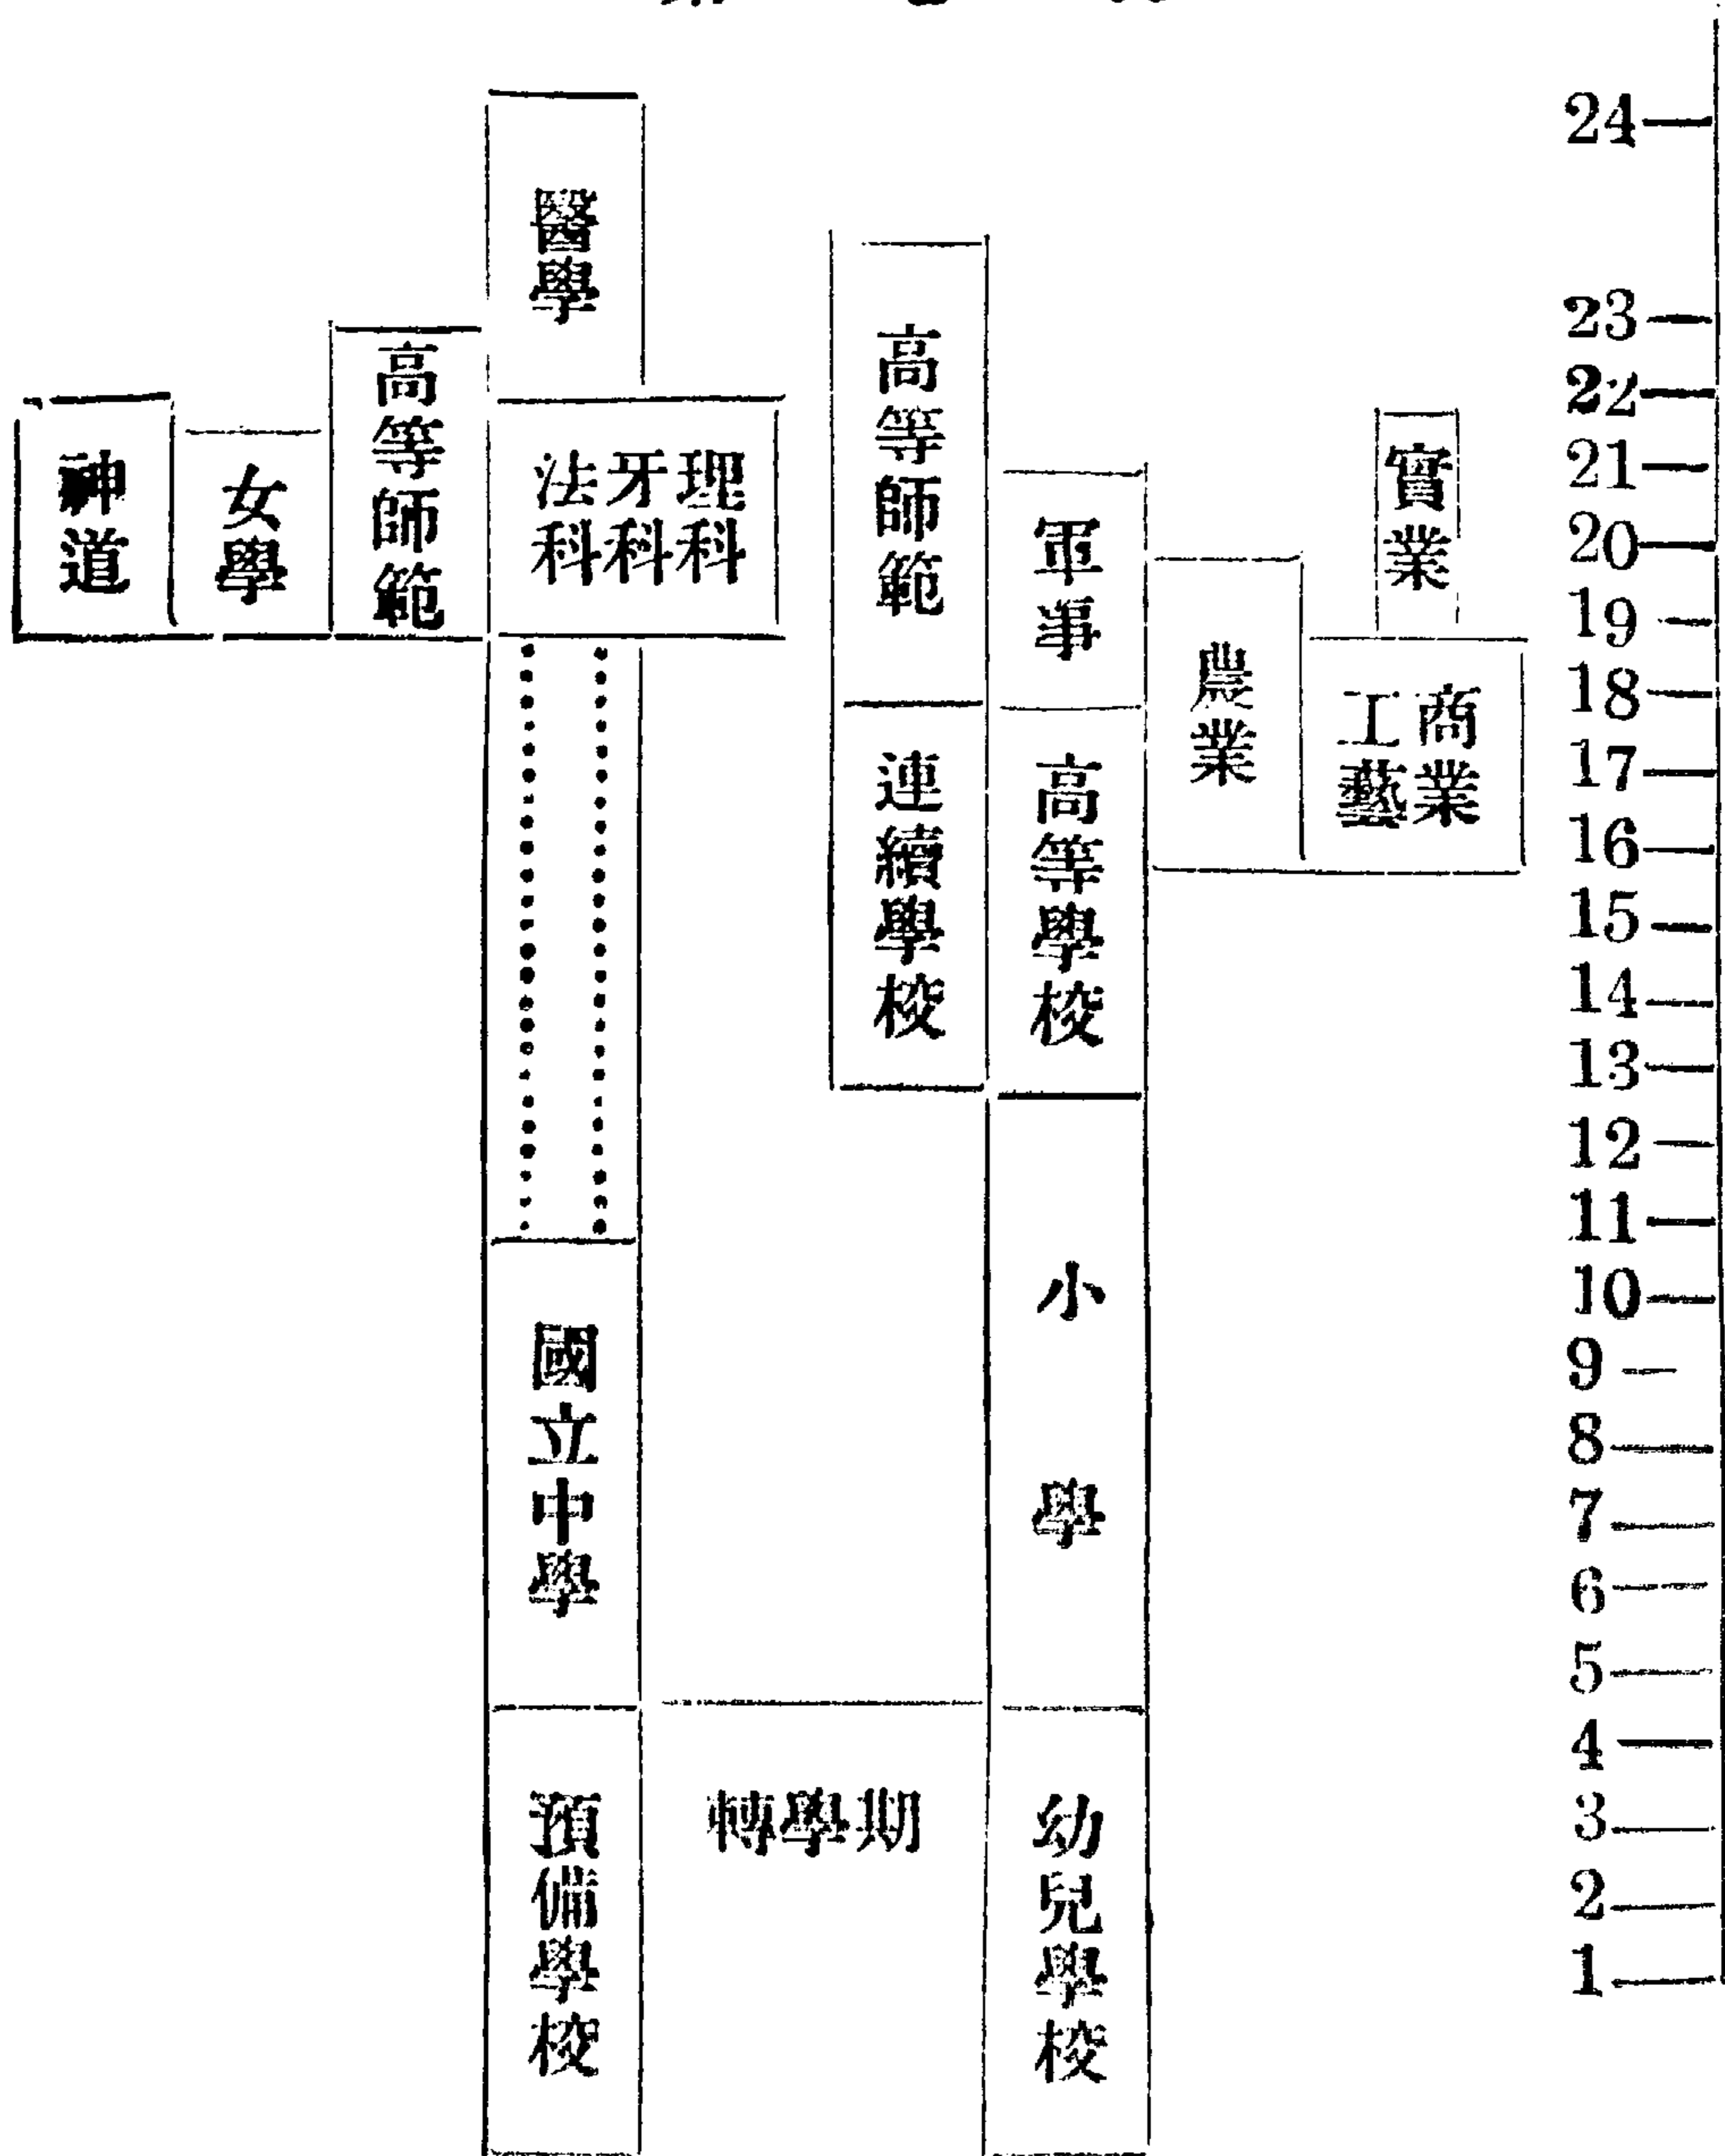 24
23
22
21
20
19
18
17
16
15
14
13
12
11
10
9
8
7
6
5
4
3
2
1
實業
商業
工藝
農業
軍事
高等學校
小學
幼兒學校
高等師範
連續學校
轉學期
醫學
理科
牙科
法科
國立中學
預備學校
高等師範
女學
神道